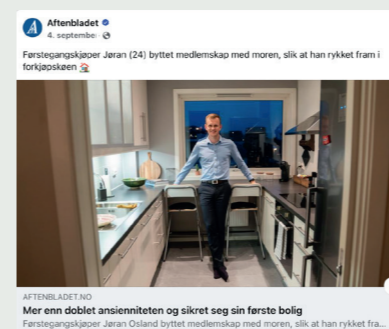 Aftenbladet
4. september
Førstegangskjøper Jøran (24) byttet medlemskap med moren, slik at han rykket fram i
forkjøpskøen
AFTENBLADET.NO
Mer enn doblet ansienniteten og sikret seg sin første bolig
Førstegangskjøper Jøran Osland byttet medlemskap med moren, slik at han rykket fra...